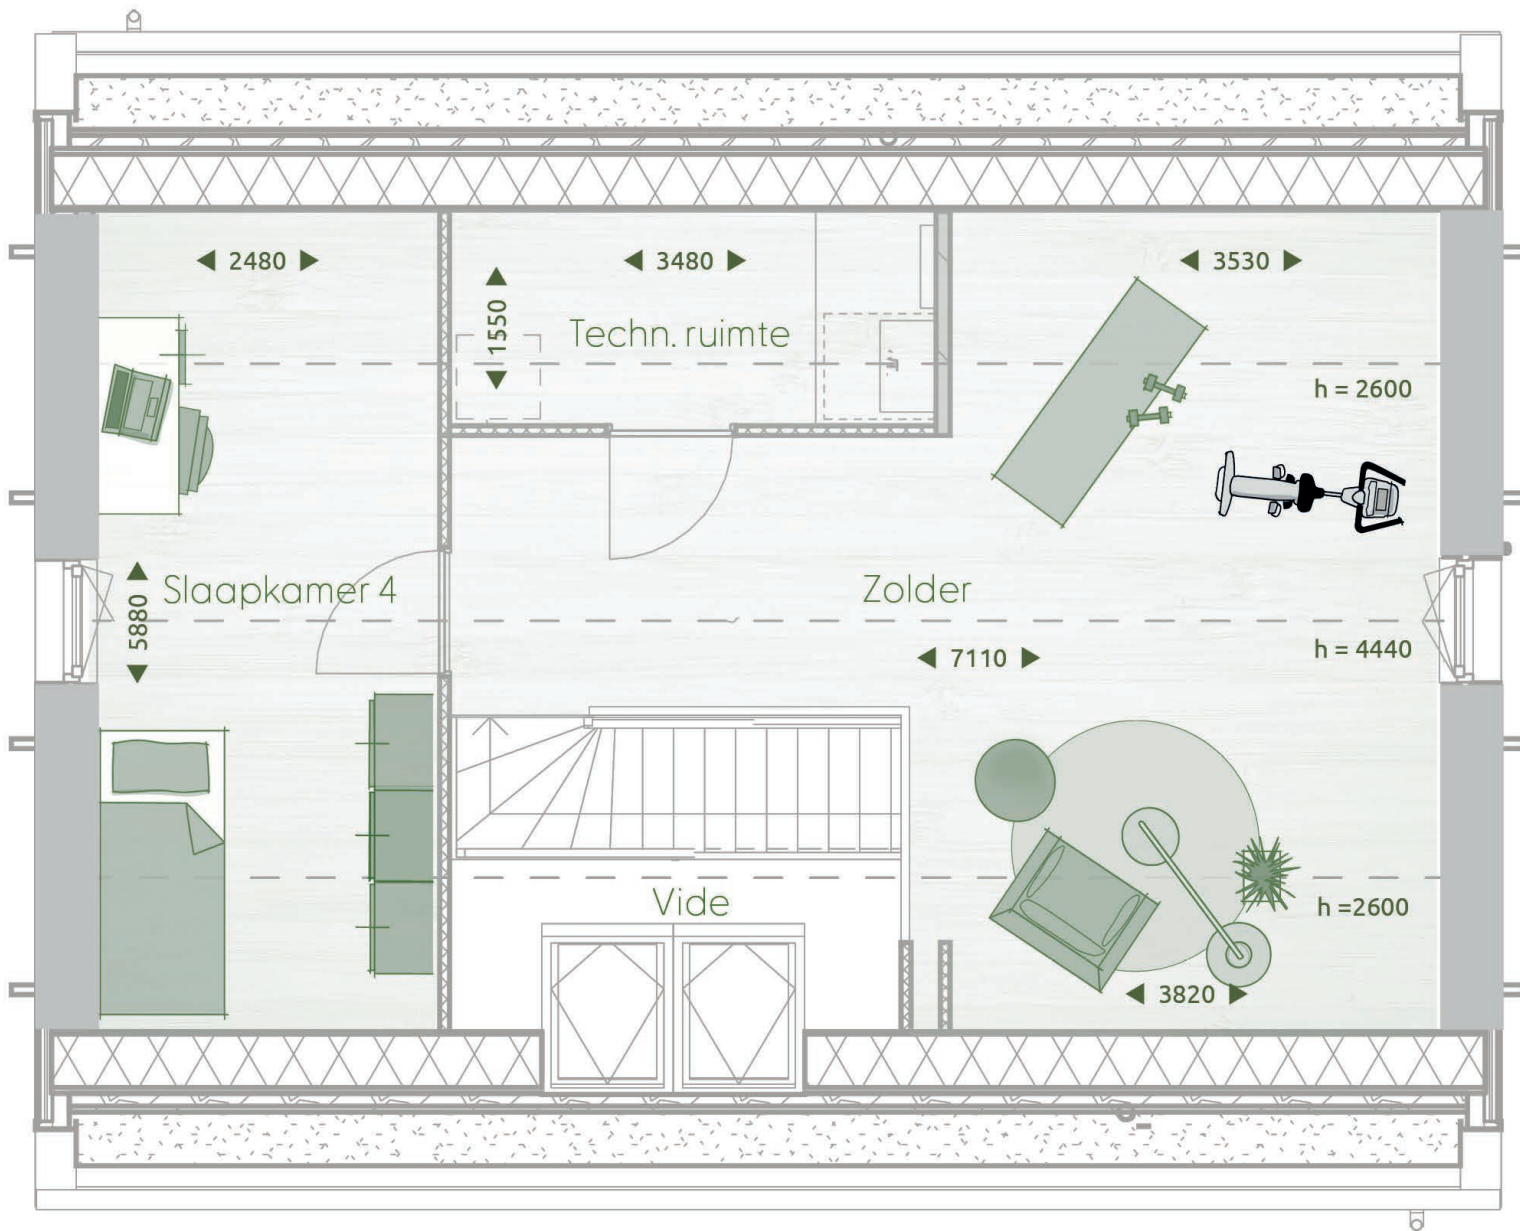 2480
3480
3530
1550
Techn. ruimte
h = 2600
Slaapkamer 4
Zolder
5880
7110
h = 4440
Vide
h =2600
3820